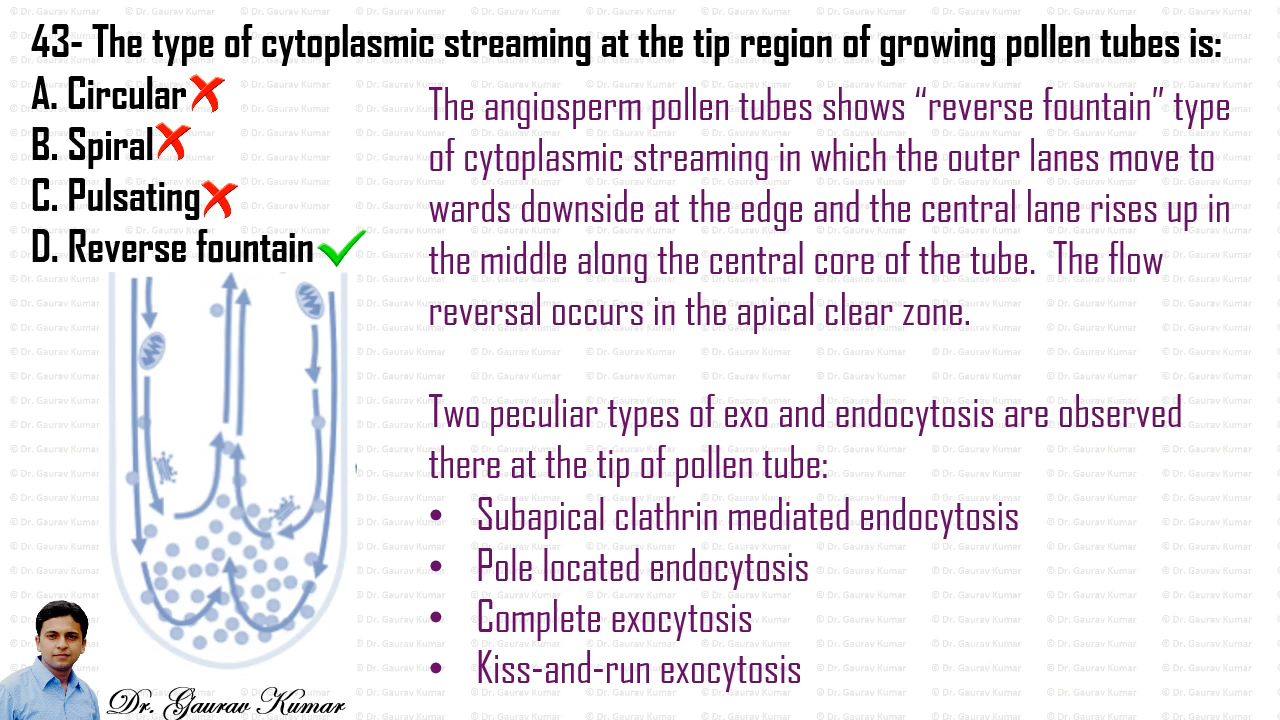 43- The type of cytoplasmic streaming at the tip region of growing pollen tubes is:
A. Circular
B. Spiral
C. Pulsating
D. Reverse fountain
The angiosperm pollen tubes shows “reverse fountain” type
of cytoplasmic streaming in which the outer lanes move to
wards downside at the edge and the central lane rises up in
the middle along the central core of the tube. The flow
reversal occurs in the apical clear zone.
Two peculiar types of exo and endocytosis are observed
there at the tip of pollen tube:
• Subapical clathrin mediated endocytosis
• Pole located endocytosis
• Complete exocytosis
• Kiss-and-run exocytosis
Dr. Gaurav Kumar
© Dr. Gaurav Kumar